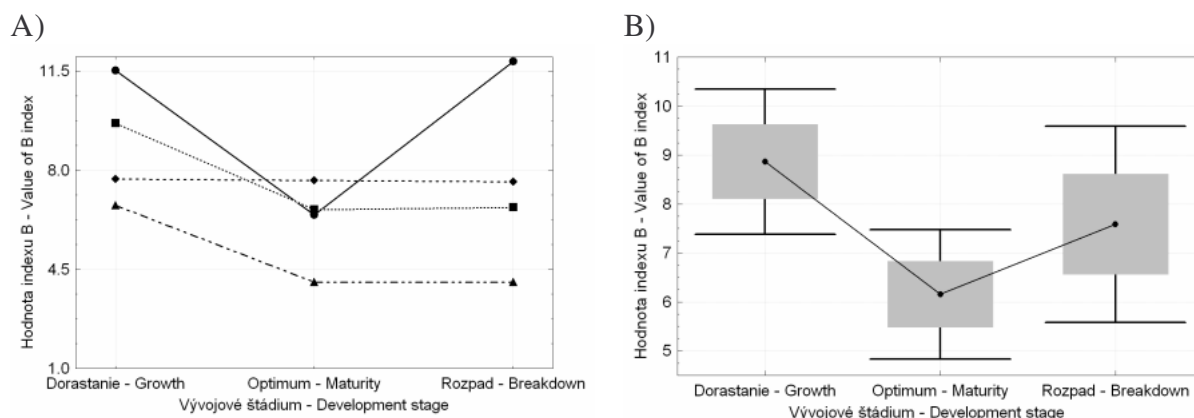 A)
Hodnota indexu B - Value of B index
11.5
8.0
4.5
1.0
Dorastanie - Growth
Optimum - Maturity
Rozpad - Breakdown
Vývojové štádium - Development stage
B)
Hodnota indexu B - Value of B index
11
10
9
8
7
6
5
Dorastanie - Growth
Optimum - Maturity
Rozpad - Breakdown
Vývojové štádium - Development stage